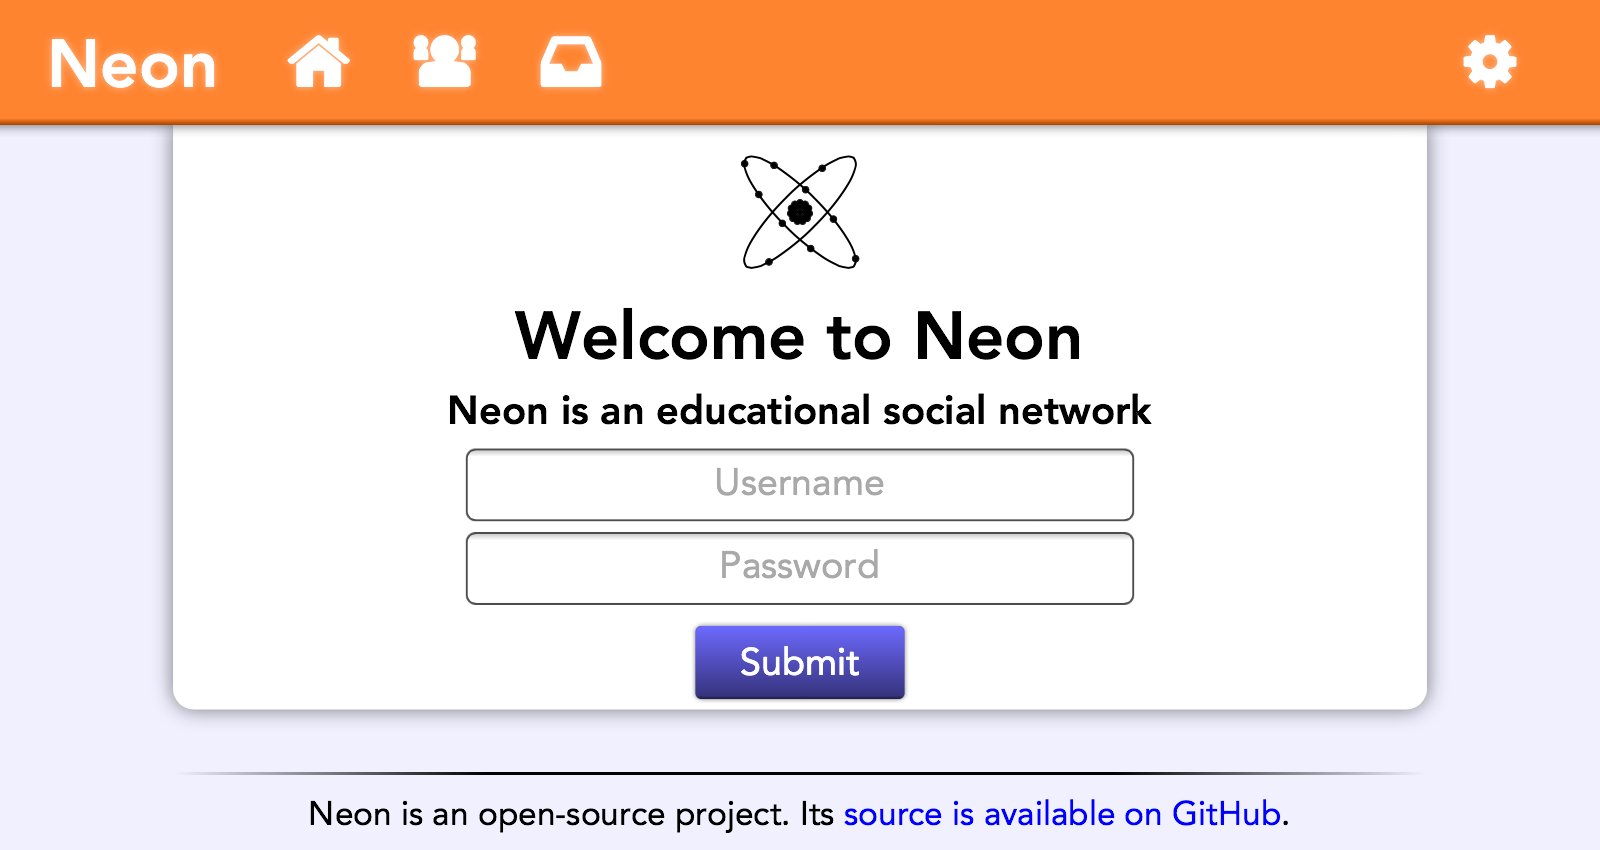 Neon
Welcome to Neon
Neon is an educational social network
Username
Password
Submit
Neon is an open-source project. Its source is available on GitHub.